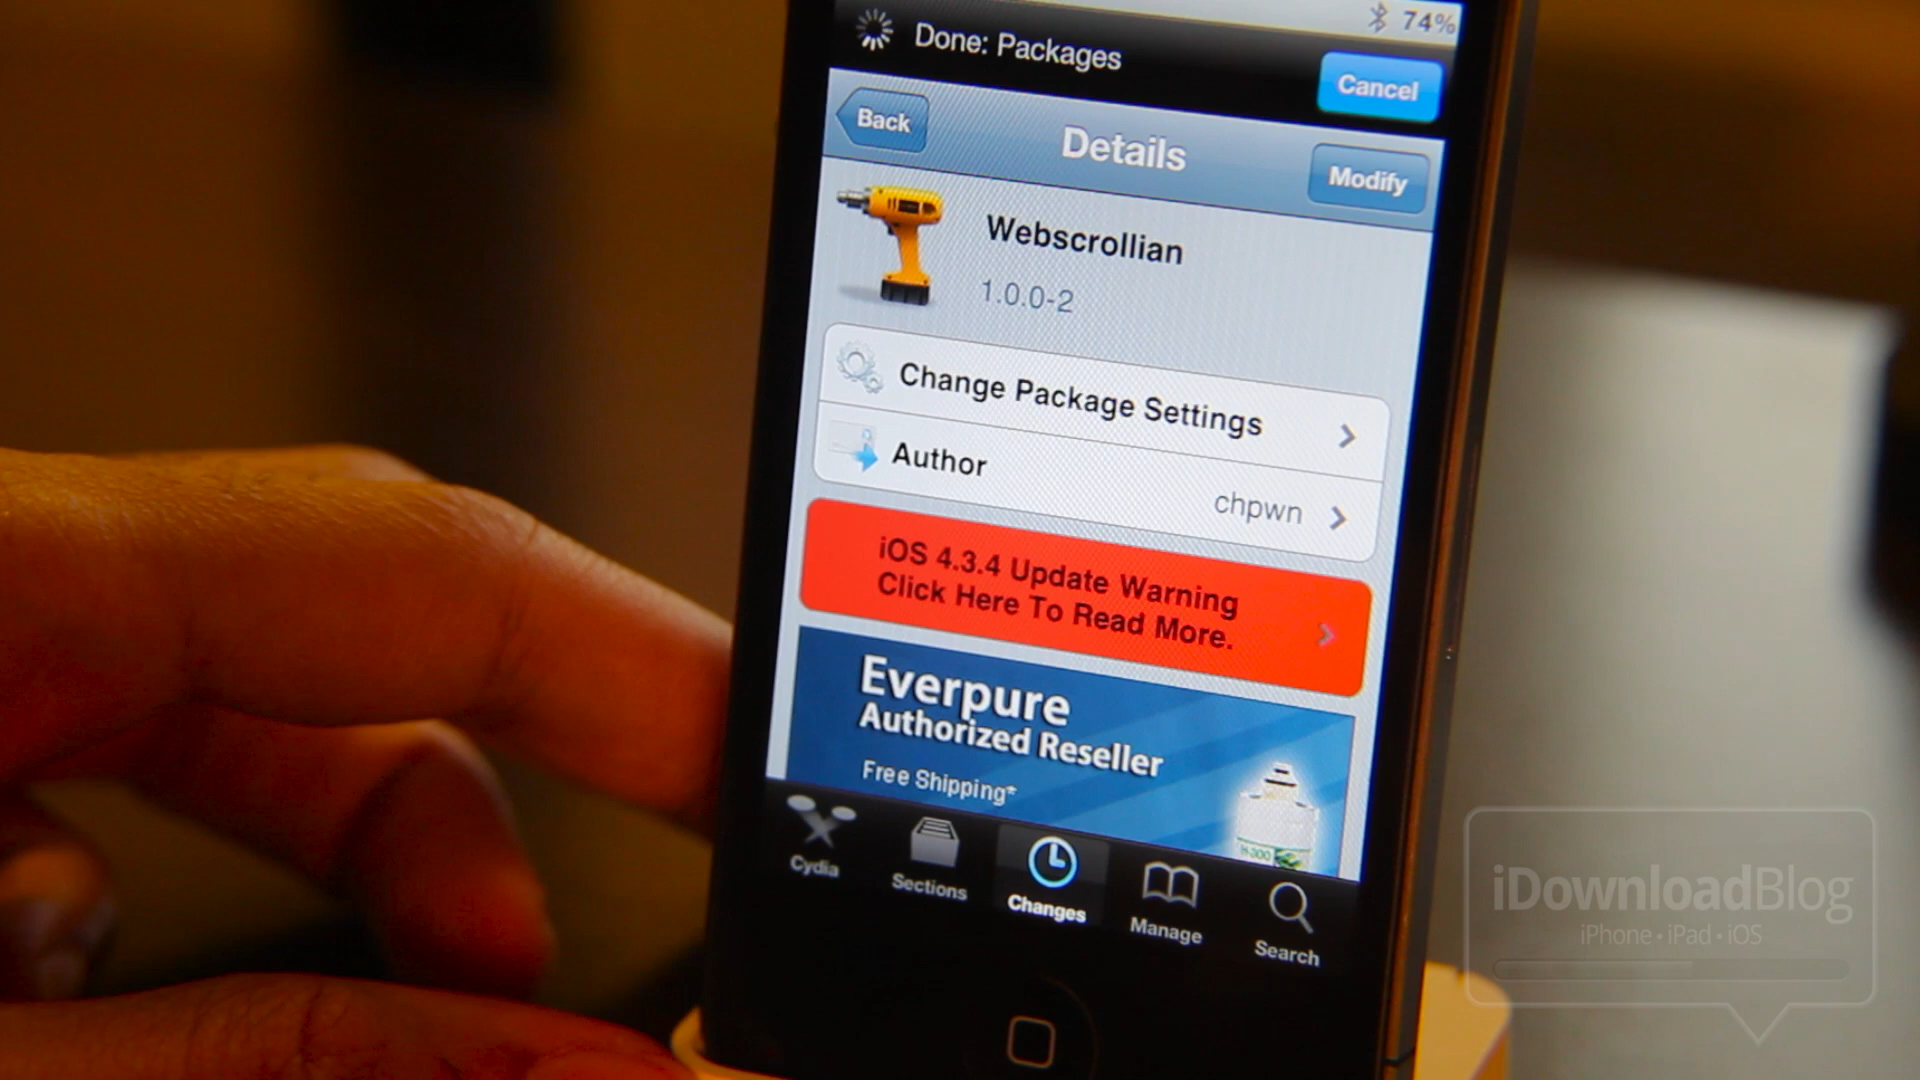 74%
Done: Packages
Cancel
Back
Details
Modify
Webscrollian
1.0.0-2
Change Package Settings
Author
chpwn
iOS 4.3.4 Update Warning
Click Here To Read More.
Everpure
Authorized Reseller
Free Shipping*
H-300
Cydia
Sections
Changes
Manage
Search
iDownloadBlog
iPhone • iPad • iOS